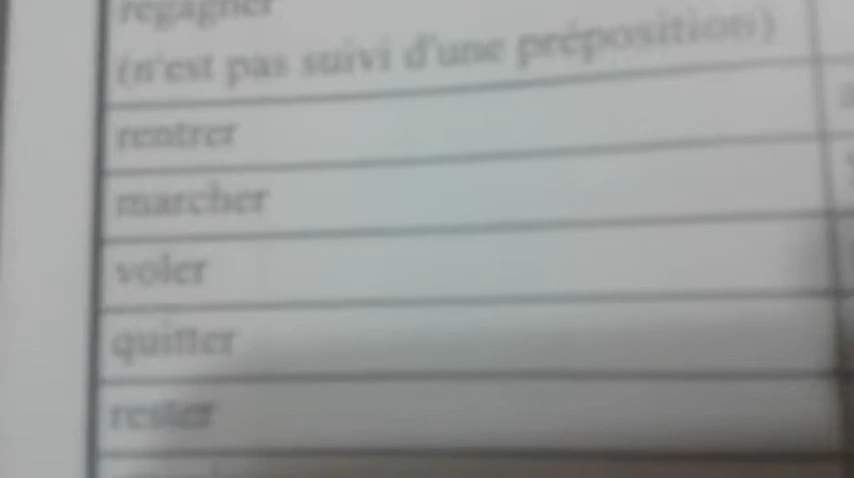 regagner
(n'est pas suivi d'une préposition)
rentrer
marcher
voler
quitter
rester